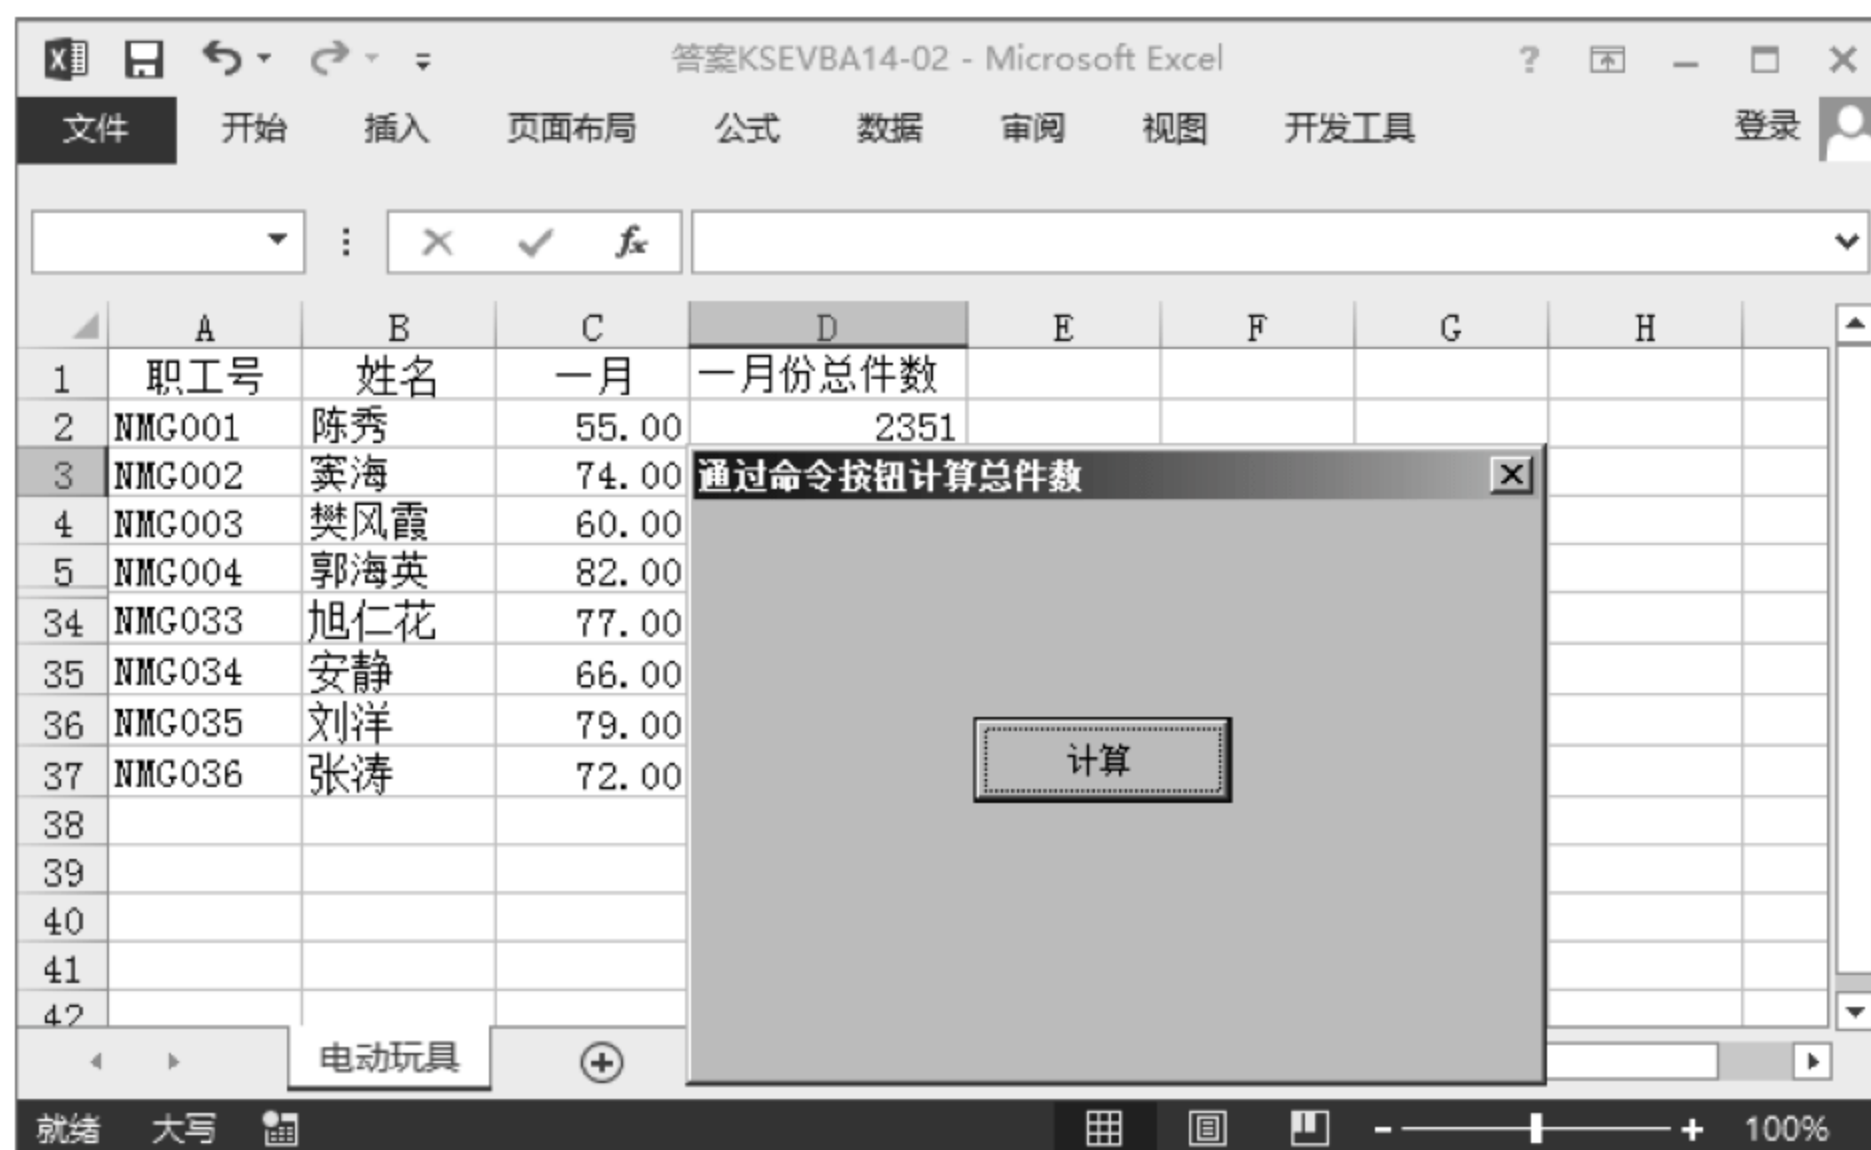 答案KSEVBA14-02 - Microsoft Excel ?
文件 开始 插入 页面布局 公式 数据 审阅 视图 开发工具 登录
fx
A B C D E F G H
1 职工号 姓名 一月 一月份总件数
2 NMG001 陈秀 55.00 2351
3 NMG002 窦海 74.00 通过命令按钮计算总件数
4 NMG003 樊风霞 60.00
5 NMG004 郭海英 82.00
34 NMG033 旭仁花 77.00
35 NMG034 安静 66.00
36 NMG035 刘洋 79.00
37 NMG036 张涛 72.00
计算
38
39
40
41
42
电动玩具
就绪 大写 100%